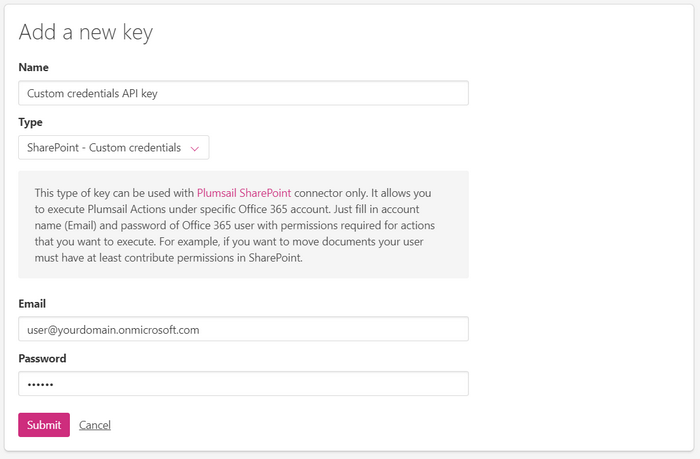 Add a new key
Name
Custom credentials API key
Type
SharePoint - Custom credentials
This type of key can be used with Plumsail SharePoint connector only. It allows you
to execute Plumsail Actions under specific Office 365 account. Just fill in account
name (Email) and password of Office 365 user with permissions required for actions
that you want to execute. For example, if you want to move documents your user
must have at least contribute permissions in SharePoint.
Email
user@yourdomain.onmicrosoft.com
Password
••••••
Submit Cancel